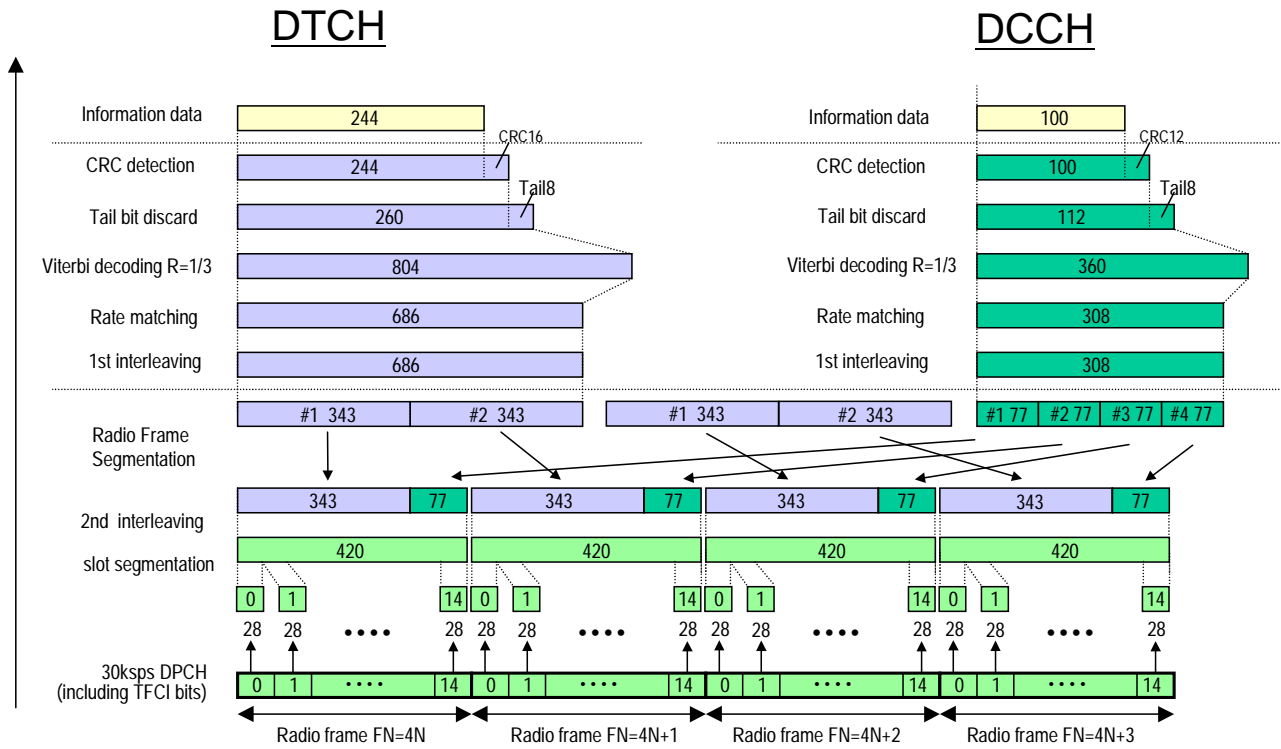 DTCH DCCH
Information data 244 Information data 100
CRC16 CRC12
CRC detection 244 CRC detection 100
Tail8 Tail8
Tail bit discard 260 Tail bit discard 112
Viterbi decoding R=1/3 804 Viterbi decoding R=1/3 360
Rate matching 686 Rate matching 308
1st interleaving 686 1st interleaving 308
#1 343 #2 343 #1 343 #2 343 #1 77 #2 77 #3 77 #4 77
Radio Frame
Segmentation
343 77 343 77 343 77 343 77
2nd interleaving
420 420 420 420
slot segmentation
0 1 14 0 1 14 0 1 14 0 1 14
28 28 •••• 28 28 28 •••• 28 28 28 •••• 28 28 28 •••• 28
30ksps DPCH
(including TFCI bits)
0 1 •••• 14 0 1 •••• 14 0 1 •••• 14 0 1 •••• 14
Radio frame FN=4N Radio frame FN=4N+1 Radio frame FN=4N+2 Radio frame FN=4N+3